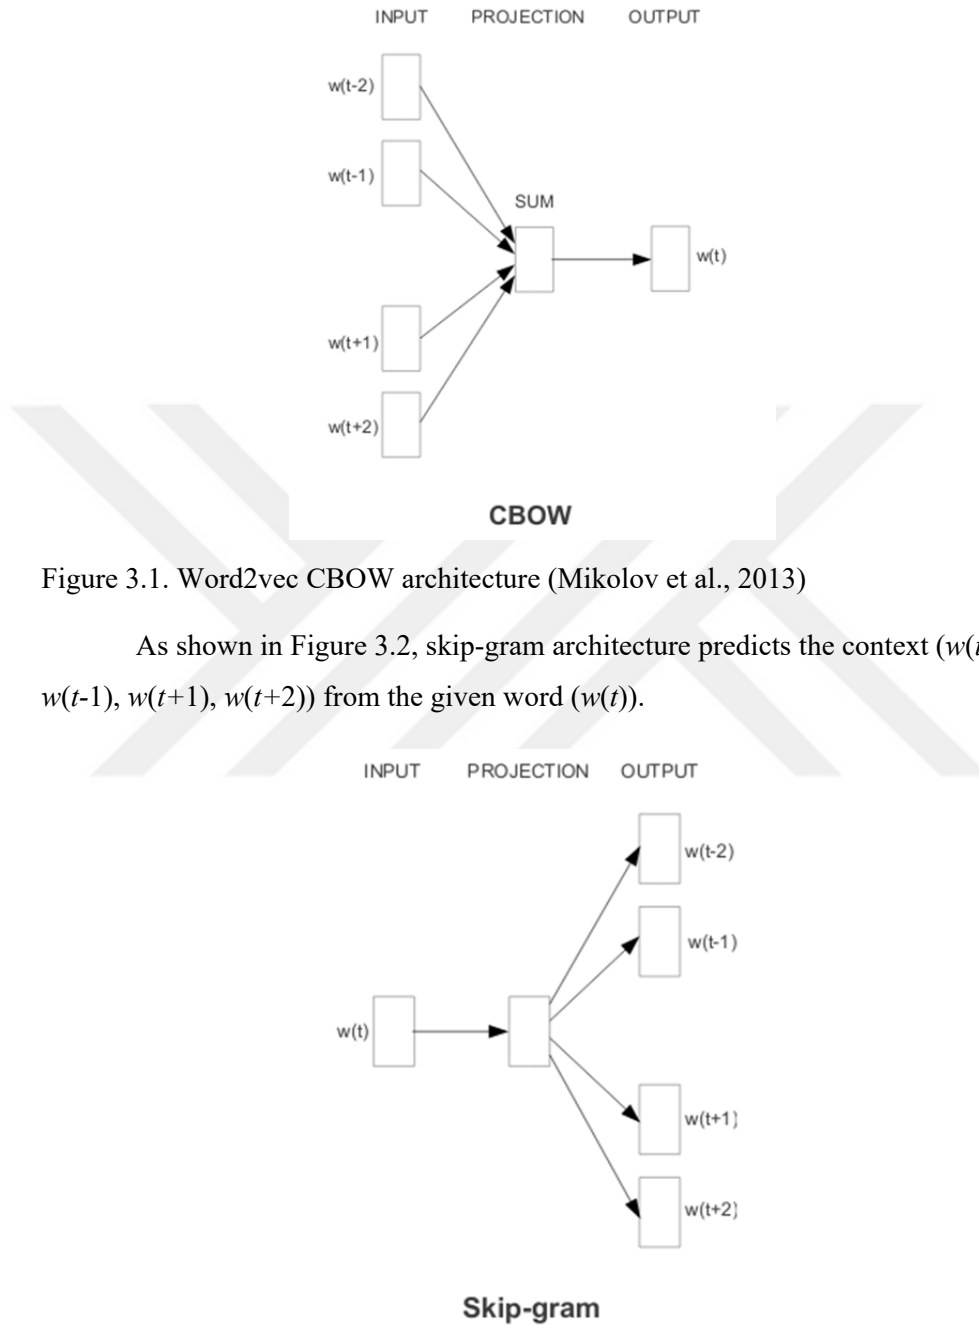 INPUT PROJECTION OUTPUT
w(t-2)
w(t-1)
SUM
w(t)
w(t+1)
w(t+2)
CBOW
Figure 3.1. Word2vec CBOW architecture (Mikolov et al., 2013)
As shown in Figure 3.2, skip-gram architecture predicts the context (w(t
w(t-1), w(t+1), w(t+2)) from the given word (w(t)).
INPUT PROJECTION OUTPUT
w(t-2)
w(t-1)
w(t)
w(t+1)
w(t+2)
Skip-gram